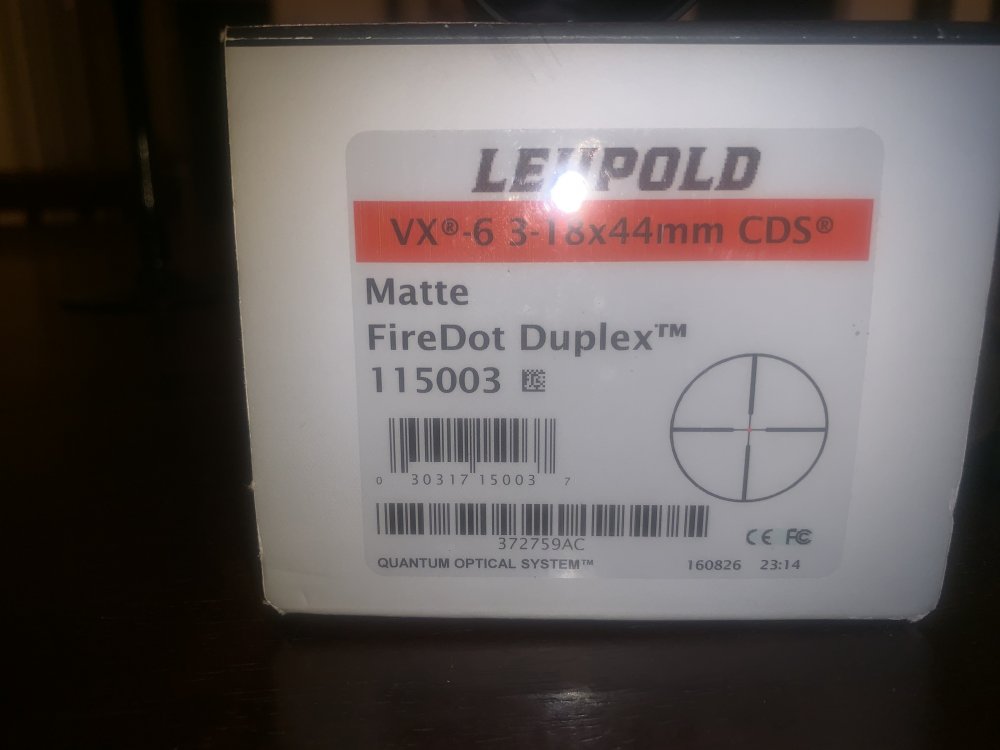 LEUPOLD
VX®-6 3-18x44mm CDS®
Matte
FireDot Duplex™
115003
0 30317 15003 7
372759AC
CE FC
QUANTUM OPTICAL SYSTEM™
160826 23:14